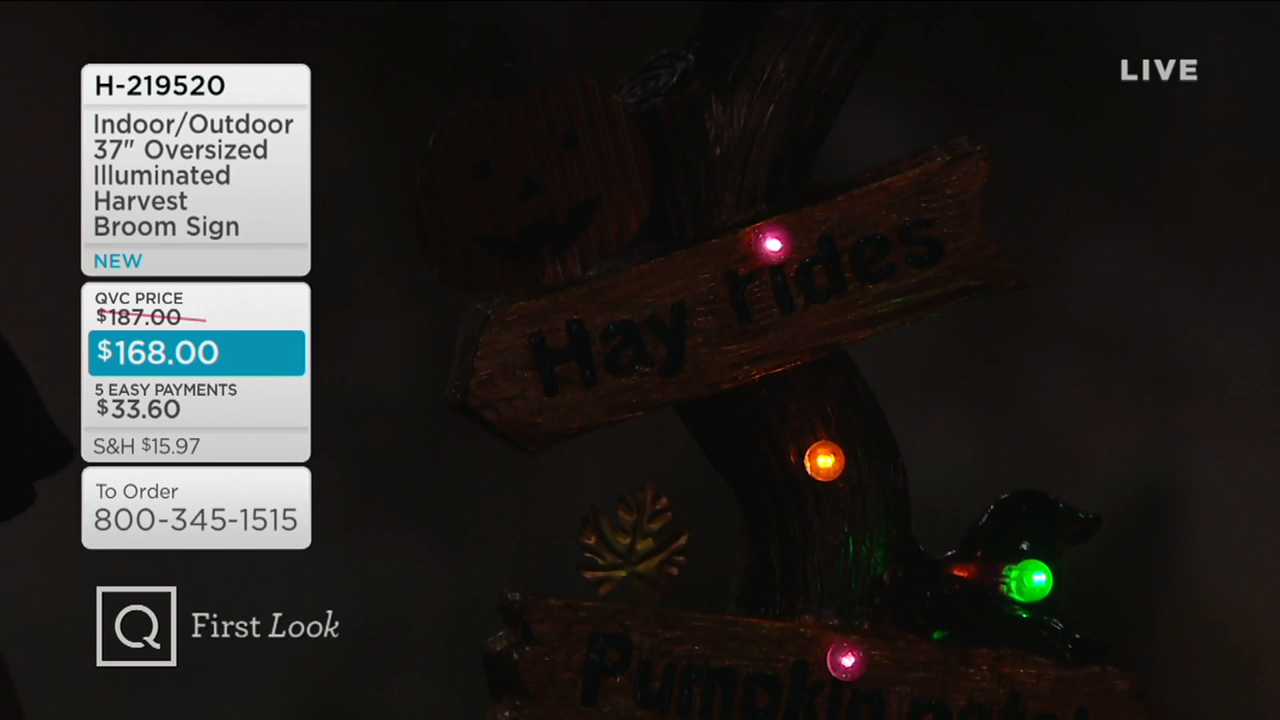 H-219520
Indoor/Outdoor
37" Oversized
Illuminated
Harvest
Broom Sign
NEW
QVC PRICE
$187.00
$168.00
5 EASY PAYMENTS
$33.60
S&H $15.97
To Order
800-345-1515
Q First Look
LIVE
Hay rides
Pumpkin